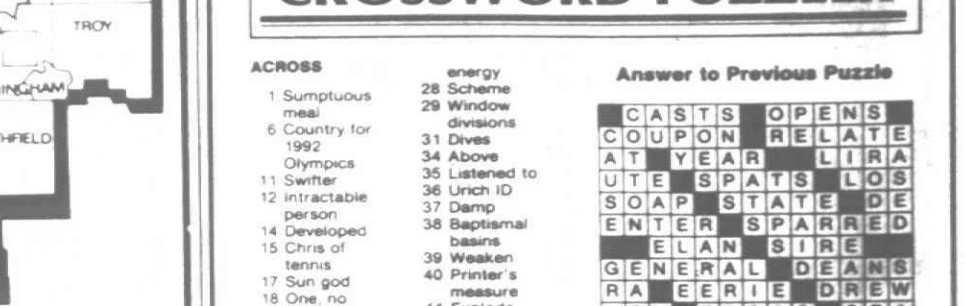 TROY
INGHAM
HFIELD
CROSSWORD PUZZLER
ACROSS
1 Sumptuous
meal
6 Country for
1992
Olympics
11 Swifter
12 Intractable
person
14 Developed
15 Chris of
tennis
17 Sun god
18 One, no
energy
28 Scheme
29 Window
divisions
31 Dives
34 Above
35 Listened to
36 Urich ID
37 Damp
38 Baptismal
basins
39 Weaken
40 Printer's
measure
41 Explode
Answer to Previous Puzzle
CASTS OPENS
COUPON RELATE
AT YEAR LIRA
UTE SPATS LOS
SOAP STATE DE
ENTER SPARRED
ELAN SIRE
GENERAL DEANS
RA EERIE DREW